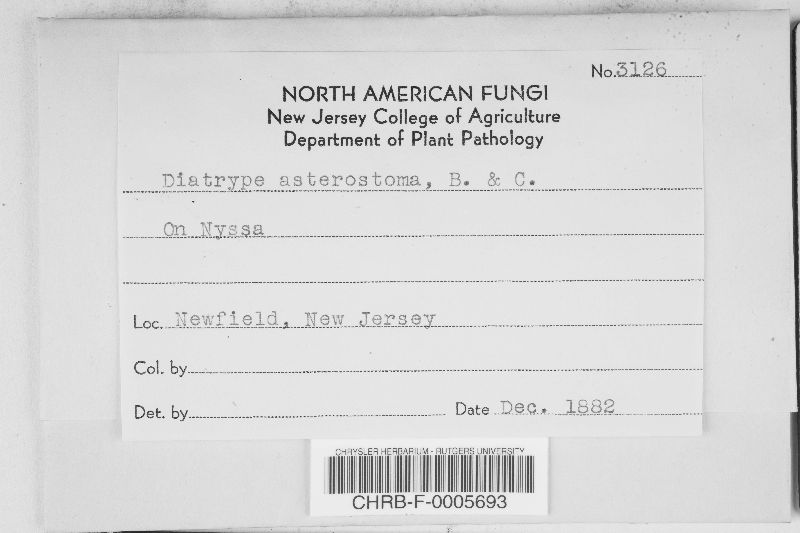 No. 3126
NORTH AMERICAN FUNGI
New Jersey College of Agriculture
Department of Plant Pathology
Diatrype asterostoma, B. & C.
On Nyssa
Loc. Newfield, New Jersey
Col. by
Det. by Date Dec. 1882
CHRYSLER HERBARIUM - RUTGERS UNIVERSITY
CHRB-F-0005693